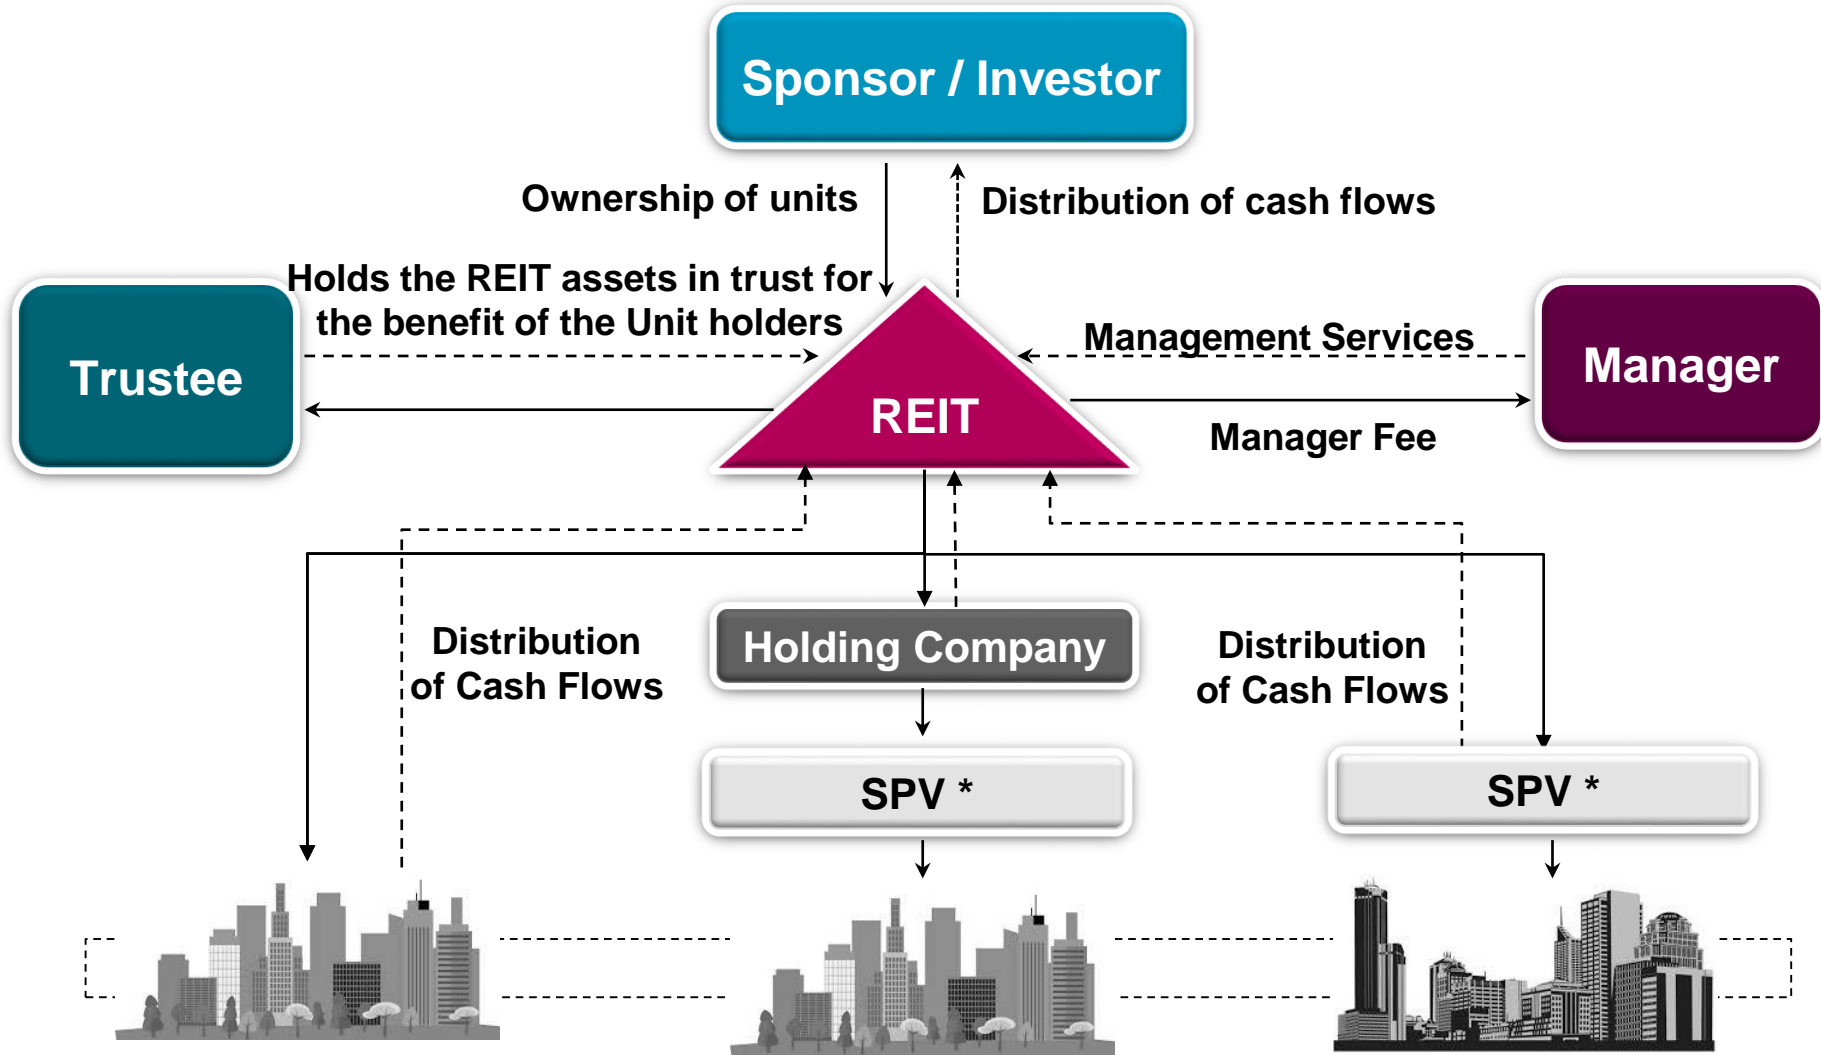 Sponsor / Investor
Ownership of units
Distribution of cash flows
Holds the REIT assets in trust for
the benefit of the Unit holders
Management Services
Trustee
Manager
REIT
Manager Fee
Distribution
of Cash Flows
Holding Company
Distribution
of Cash Flows
SPV *
SPV *